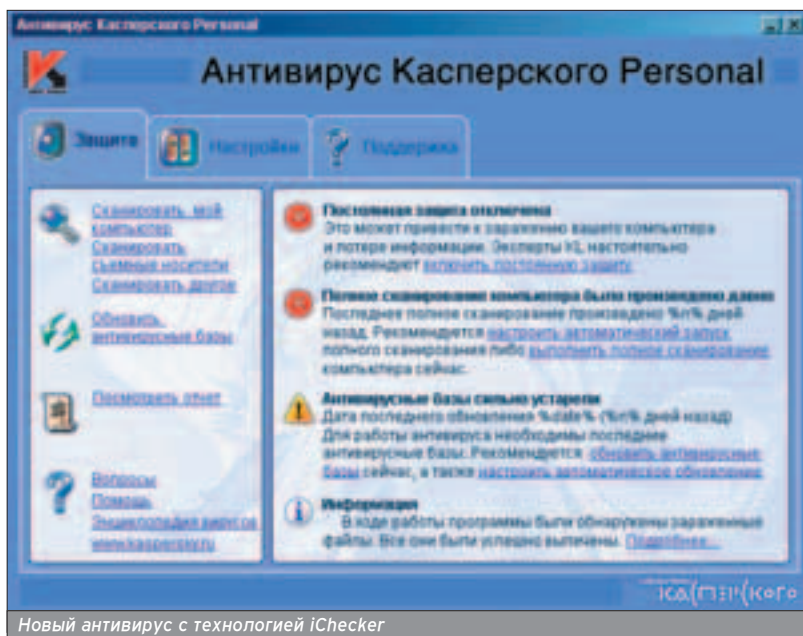 Антивирус Касперского Personal
Антивирус Касперского Personal
Защита
Настройки
Поддержка
Сканировать мой
компьютер
Сканировать
съемные носители
Сканировать другое
Обновить
антивирусные базы
Посмотреть отчет
Вопросы
Помощь
Энциклопедия вирусов
www.kaspersky.ru
Постоянная защита отключена
Это может привести к заражению вашего компьютера
и потере информации. Эксперты KL настоятельно
рекомендуют включить постоянную защиту.
Полное сканирование компьютера было произведено давно
Последнее полное сканирование произведено %n% дней
назад. Рекомендуется настроить автоматический запуск
полного сканирования либо выполнить полное сканирование
компьютера сейчас.
Антивирусные базы сильно устарели
Дата последнего обновления %date% (%n% дней назад)
Для работы антивируса необходимы последние
антивирусные базы. Рекомендуется обновить антивирусные
базы сейчас, а также настроить автоматическое обновление.
Информация
В ходе работы программы были обнаружены зараженные
файлы. Все они были успешно вылечены. Подробнее...
Новый антивирус с технологией iChecker